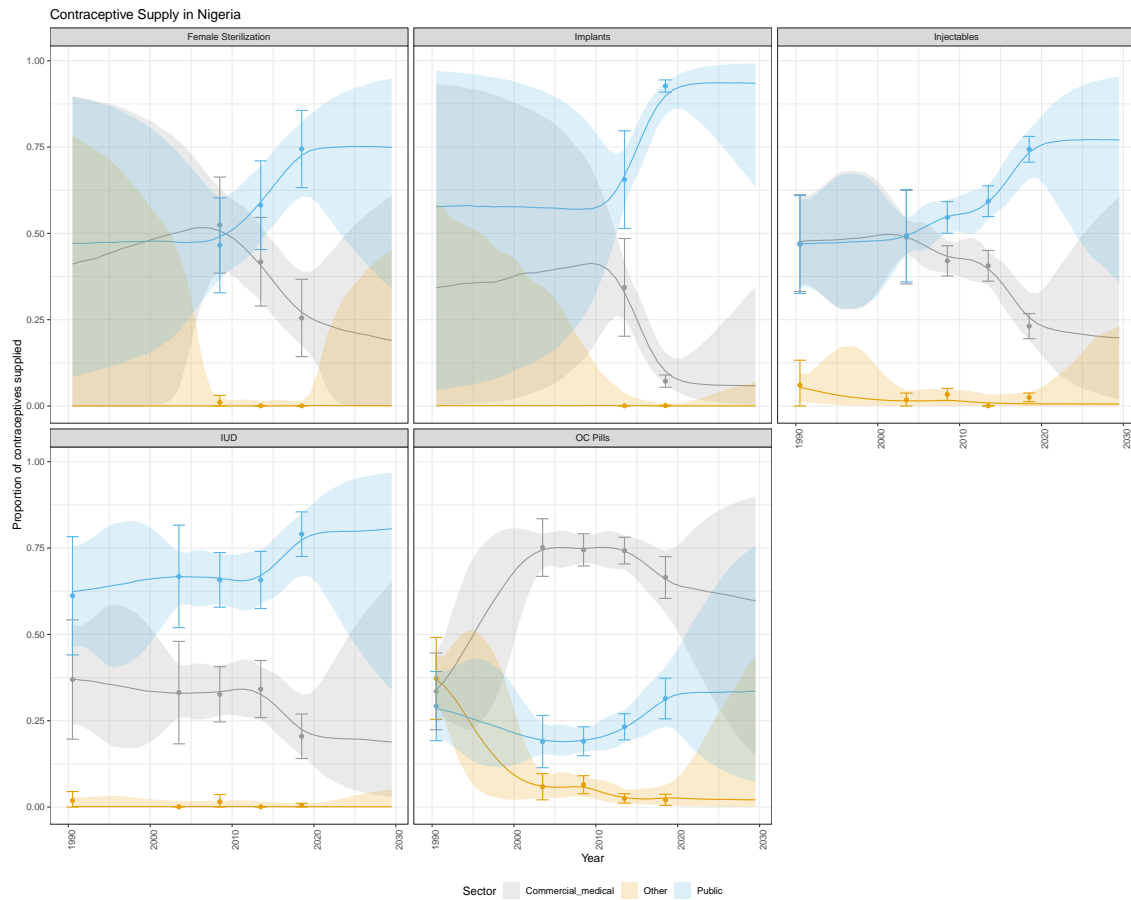 Contraceptive Supply in Nigeria
Female Sterilization
Implants
Injectables
1.00
0.75
0.50
0.25
0.00
1990
2000
2010
2020
2030
IUD
OC Pills
1.00
0.75
0.50
0.25
0.00
1990
2000
2010
2020
2030
1990
2000
2010
2020
2030
Proportion of contraceptives supplied
Year
Sector Commercial_medical Other Public